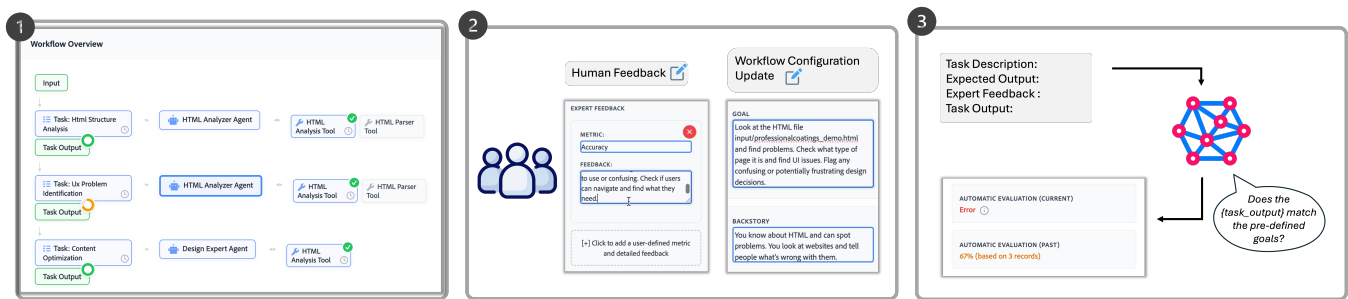 1
Workflow Overview
Input
Task: Html Structure
Analysis
HTML Analyzer Agent
HTML
Analysis Tool
HTML Parser
Tool
Task Output
Task: Ux Problem
Identification
HTML Analyzer Agent
HTML
Analysis Tool
HTML Parser
Tool
Task Output
Task: Content
Optimization
Design Expert Agent
HTML
Analysis Tool
Task Output
2
Human Feedback
EXPERT FEEDBACK
METRIC:
Accuracy
FEEDBACK:
to use or confusing. Check if users
can navigate and find what they
need.
[+] Click to add a user-defined metric
and detailed feedback
Workflow Configuration
Update
GOAL
Look at the HTML file
input/professionalcoatings_demo.html
and find problems. Check what type of
page it is and find UI issues. Flag any
confusing or potentially frustrating design
decisions.
BACKSTORY
You know about HTML and can spot
problems. You look at websites and tell
people what's wrong with them.
3
Task Description:
Expected Output:
Expert Feedback :
Task Output:
AUTOMATIC EVALUATION (CURRENT)
Error
AUTOMATIC EVALUATION (PAST)
67% (based on 3 records)
Does the
{task_output} match
the pre-defined
goals?